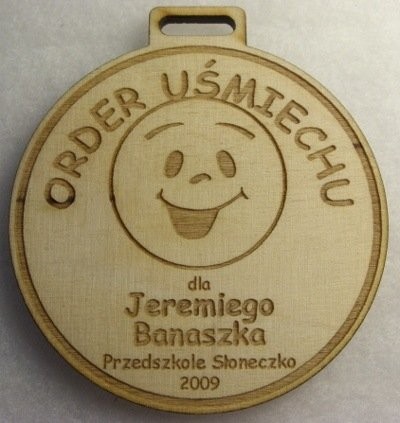 ORDER UŚMIECHU
dla
Jeremiego
Banaszka
Przedszkole Słoneczko
2009